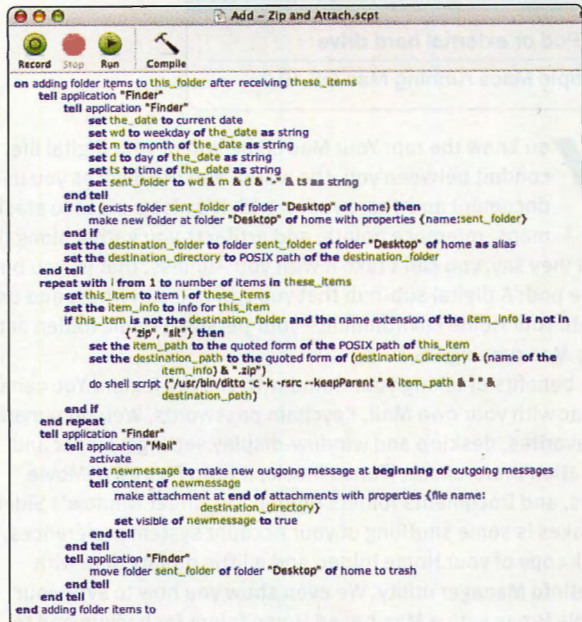 Add – Zip and Attach.scpt
Record Stop Run Compile
on adding folder items to this_folder after receiving these_items
tell application "Finder"
tell application "Finder"
set the_date to current date
set wd to weekday of the_date as string
set m to month of the_date as string
set d to day of the_date as string
set ts to time of the_date as string
set sent_folder to wd & m & d & "-" & ts as string
end tell
if not (exists folder sent_folder of folder "Desktop" of home) then
make new folder at folder "Desktop" of home with properties {name:sent_folder}
end if
set the destination_folder to folder sent_folder of folder "Desktop" of home as alias
set the destination_directory to POSIX path of the destination_folder
end tell
repeat with i from 1 to number of items in these_items
set this_item to item i of these_items
set the item_info to info for this_item
if this_item is not the destination_folder and the name extension of the item_info is not in
{"zip", "sit"} then
set the item_path to the quoted form of the POSIX path of this_item
set the destination_path to the quoted form of (destination_directory & (name of the
item_info) & ".zip")
do shell script ("/usr/bin/ditto -c -k -rsrc --keepParent " & item_path & " " &
destination_path)
end if
end repeat
tell application "Finder"
tell application "Mail"
activate
set newmessage to make new outgoing message at beginning of outgoing messages
tell content of newmessage
make attachment at end of attachments with properties {file name:
destination_directory}
set visible of newmessage to true
end tell
end tell
tell application "Finder"
move folder sent_folder of folder "Desktop" of home to trash
end tell
end tell
end adding folder items to